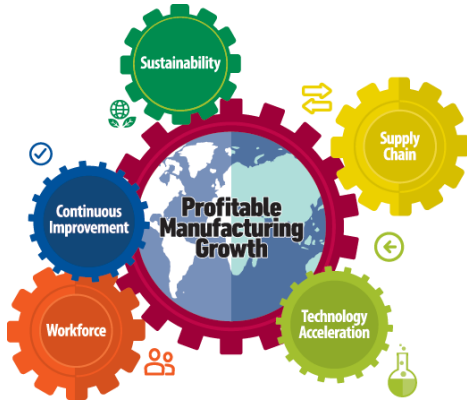 Sustainability
Supply
Chain
Profitable
Manufacturing
Growth
Continuous
Improvement
Technology
Acceleration
Workforce